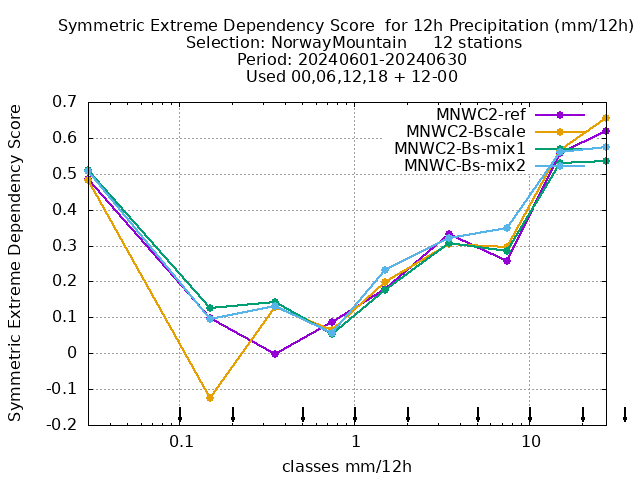 Symmetric Extreme Dependency Score  for 12h Precipitation (mm/12h)
Selection: NorwayMountain     12 stations
Period: 20240601-20240630
Used 00,06,12,18 + 12-00
Symmetric Extreme Dependency Score
0.7
0.6
0.5
0.4
0.3
0.2
0.1
0
-0.1
-0.2
MNWC2-ref
MNWC2-Bscale
MNWC2-Bs-mix1
MNWC-Bs-mix2
0.1 1 10
classes mm/12h